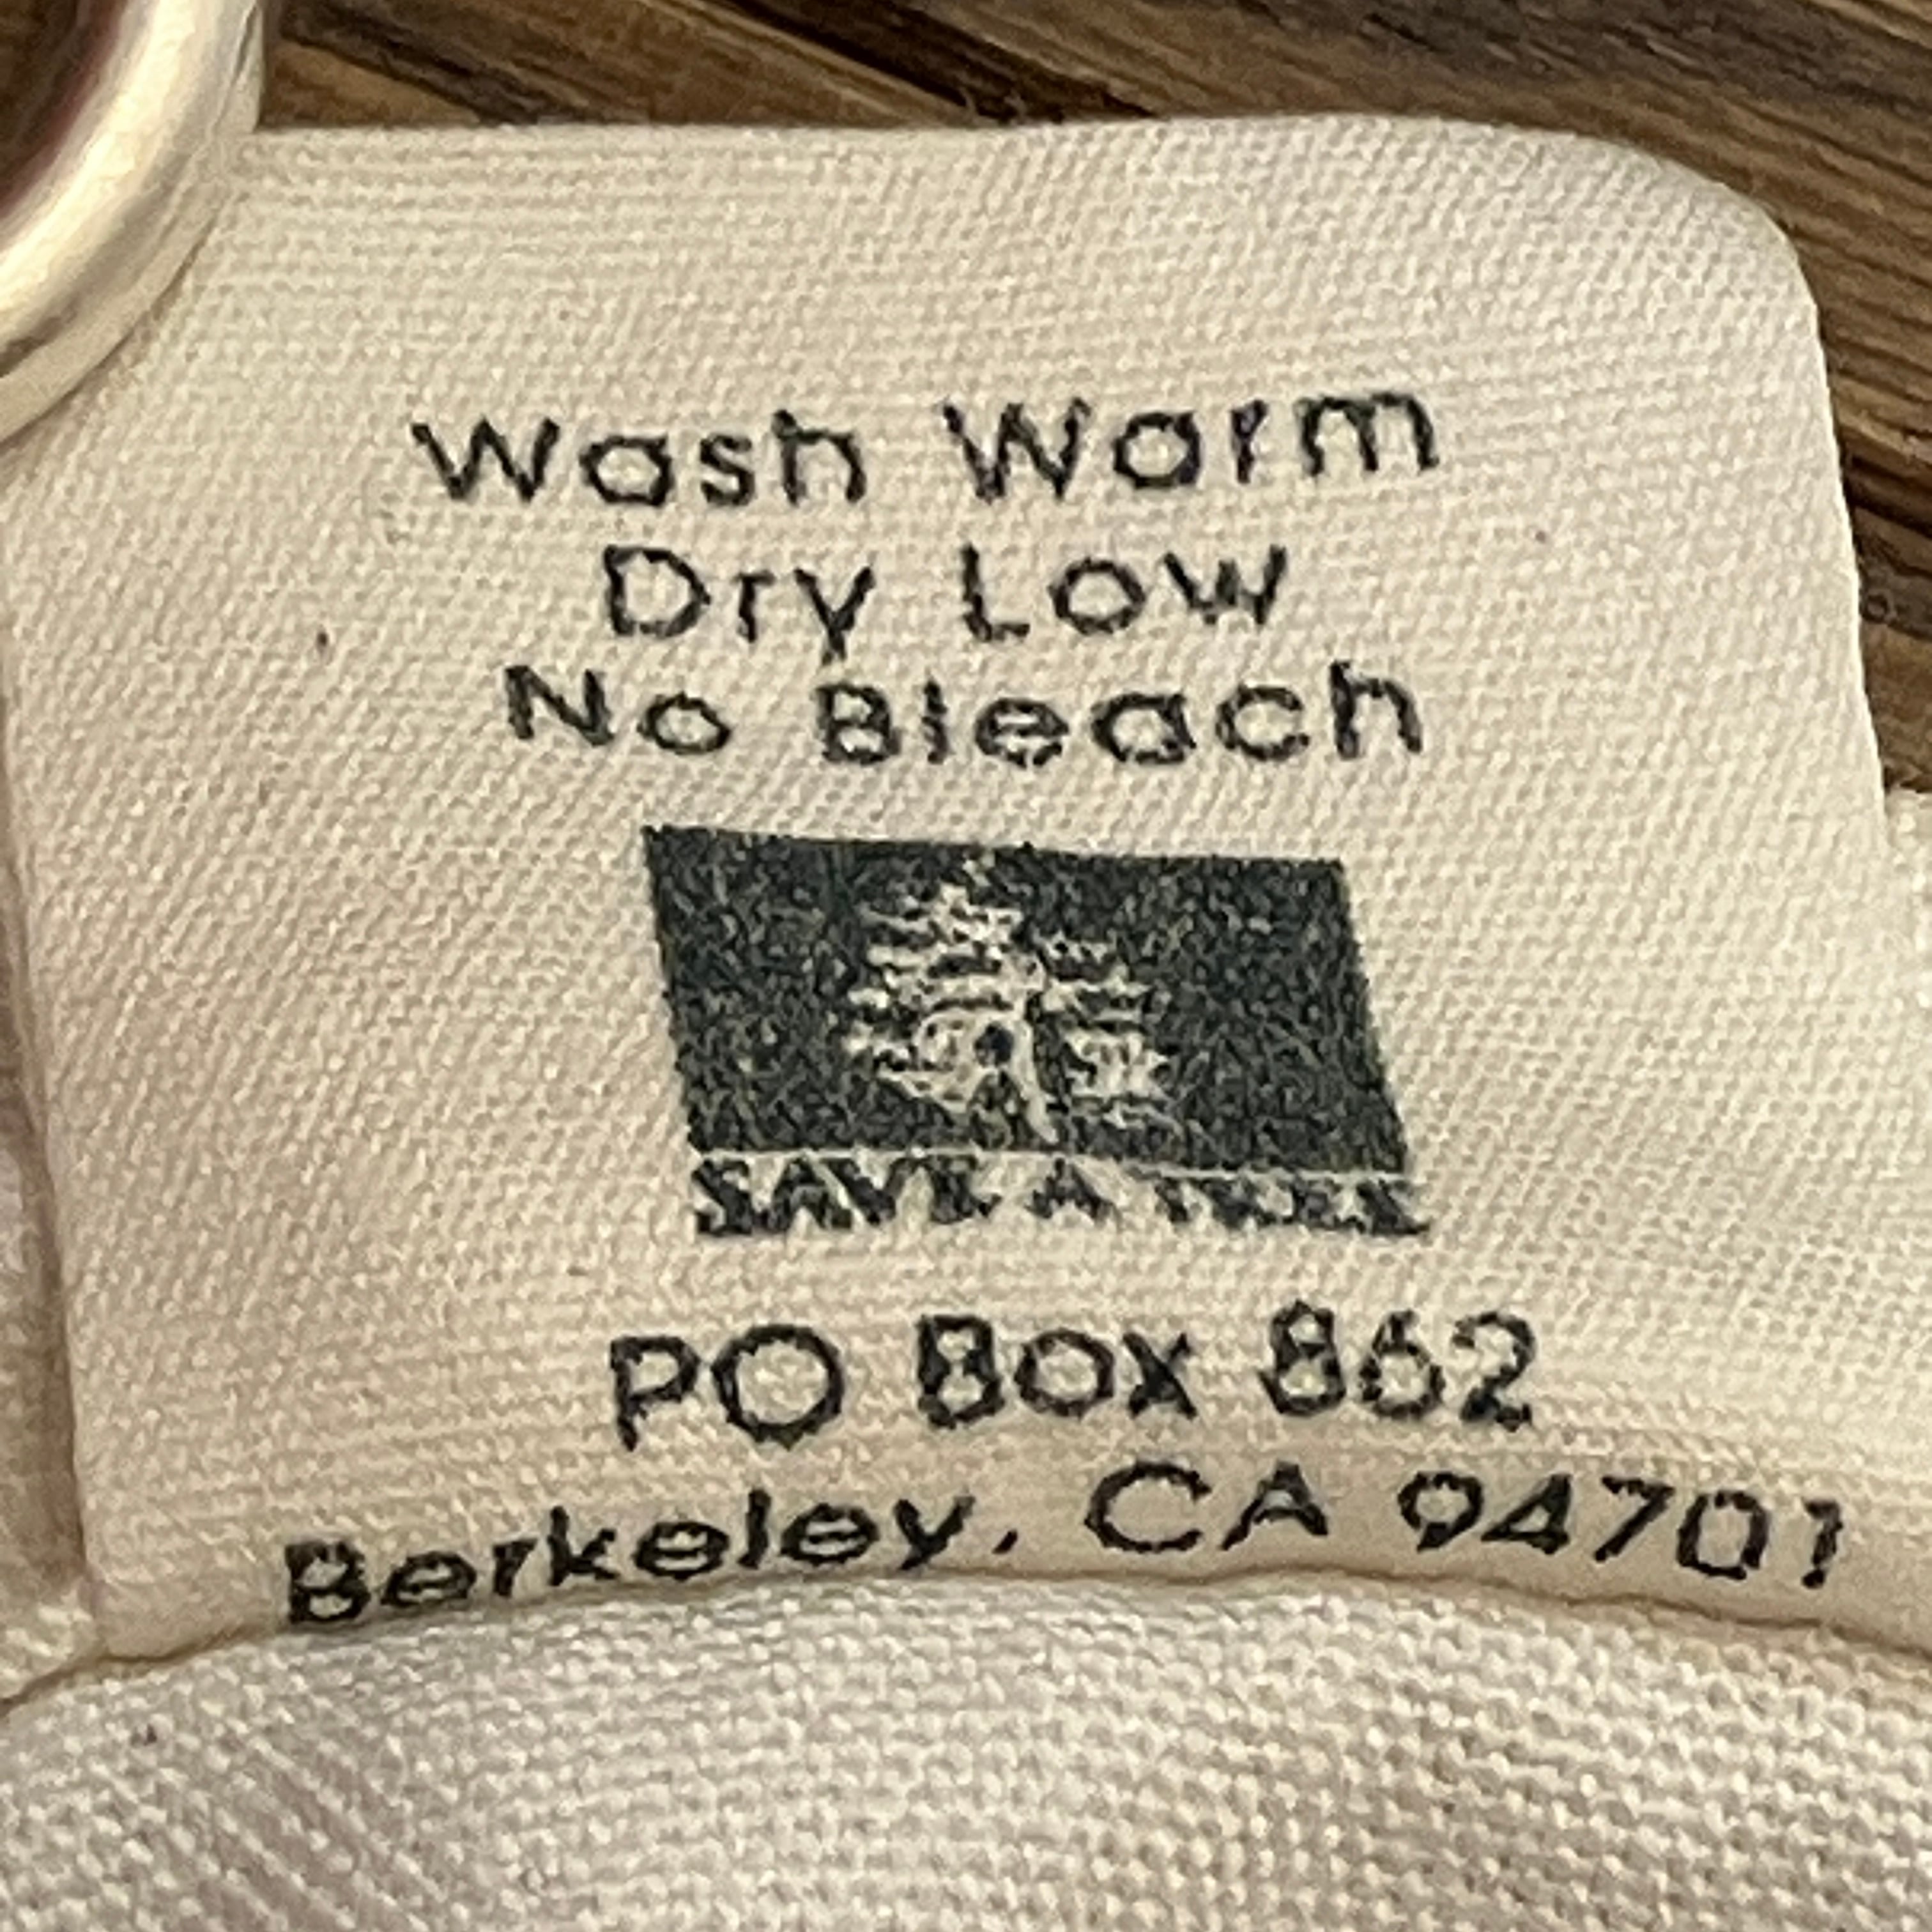 Wash Warm
Dry Low
No Bleach
SAVE A TREE
PO Box 862
Berkeley, CA 94701